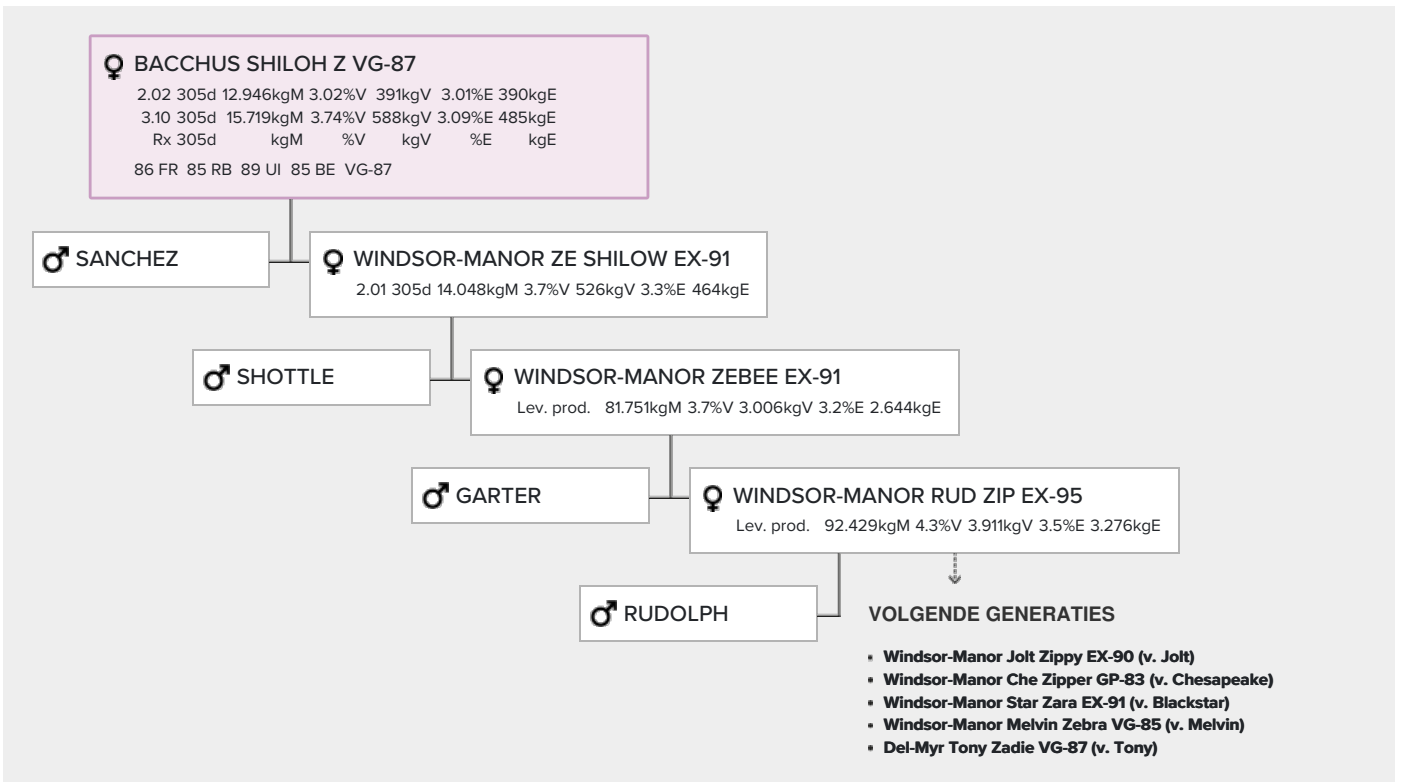 BACCHUS SHILOH Z VG-87
2.02 305d 12.946kgM 3.02%V 391kgV 3.01%E 390kgE
3.10 305d 15.719kgM 3.74%V 588kgV 3.09%E 485kgE
Rx 305d kgM %V kgV %E kgE
86 FR 85 RB 89 UI 85 BE VG-87
SANCHEZ
WINDSOR-MANOR ZE SHILOW EX-91
2.01 305d 14.048kgM 3.7%V 526kgV 3.3%E 464kgE
SHOTTLE
WINDSOR-MANOR ZEBEE EX-91
Lev. prod. 81.751kgM 3.7%V 3.006kgV 3.2%E 2.644kgE
GARTER
WINDSOR-MANOR RUD ZIP EX-95
Lev. prod. 92.429kgM 4.3%V 3.911kgV 3.5%E 3.276kgE
RUDOLPH
VOLGENDE GENERATIES
• Windsor-Manor Jolt Zippy EX-90 (v. Jolt)
• Windsor-Manor Che Zipper GP-83 (v. Chesapeake)
• Windsor-Manor Star Zara EX-91 (v. Blackstar)
• Windsor-Manor Melvin Zebra VG-85 (v. Melvin)
• Del-Myr Tony Zadie VG-87 (v. Tony)